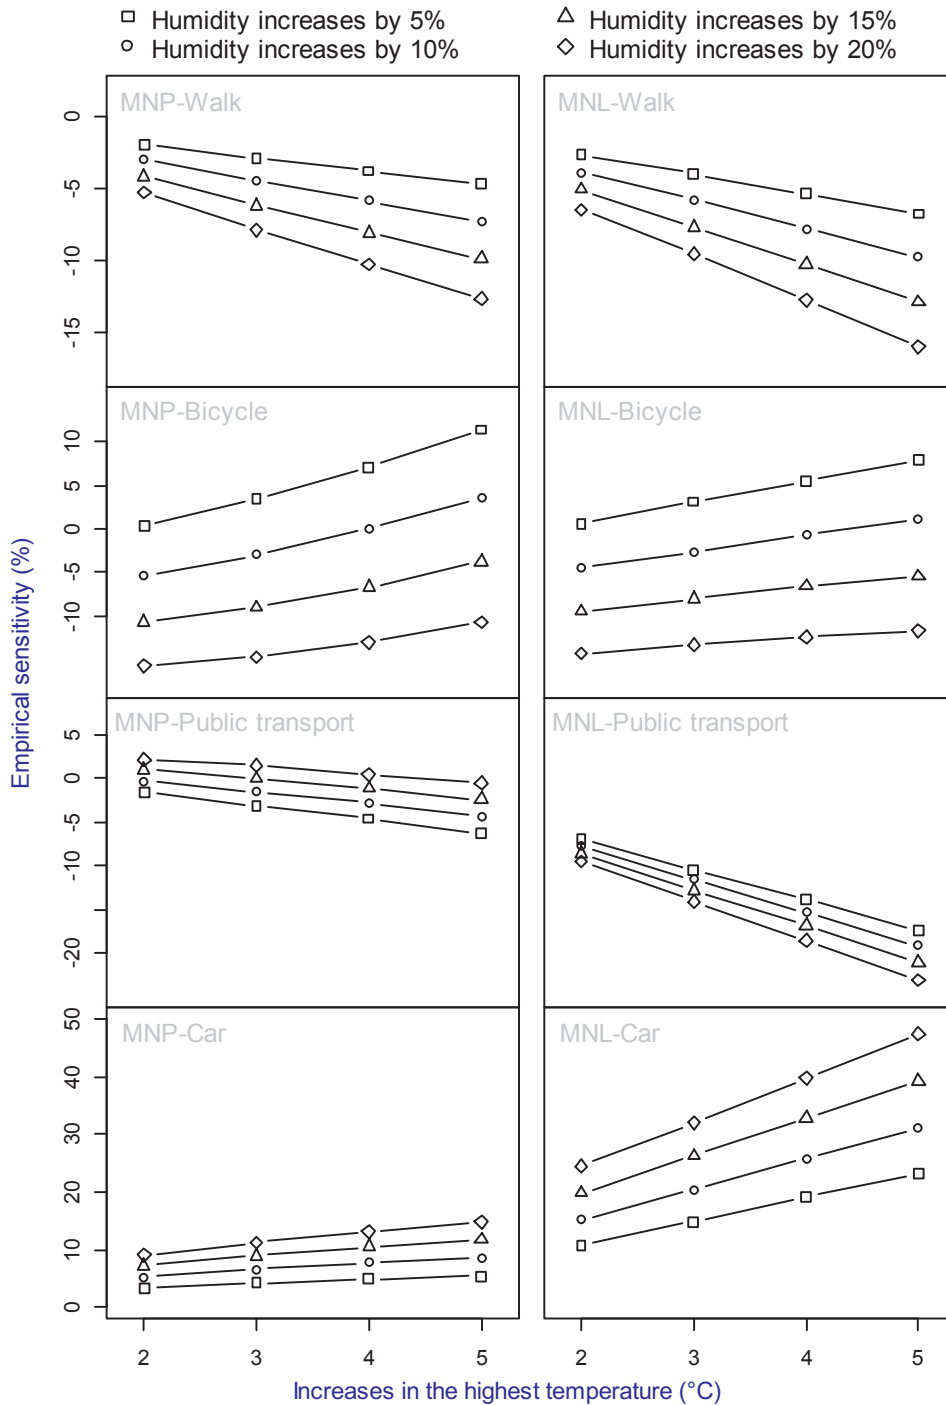 Humidity increases by 5%
Humidity increases by 10%
Humidity increases by 15%
Humidity increases by 20%
MNP-Walk
MNL-Walk
0
-5
-10
-15
MNP-Bicycle
MNL-Bicycle
10
5
0
-5
-10
Empirical sensitivity (%)
MNP-Public transport
MNL-Public transport
5
0
-5
-10
-20
MNP-Car
MNL-Car
50
40
30
20
10
0
2 3 4 5
2 3 4 5
Increases in the highest temperature (°C)